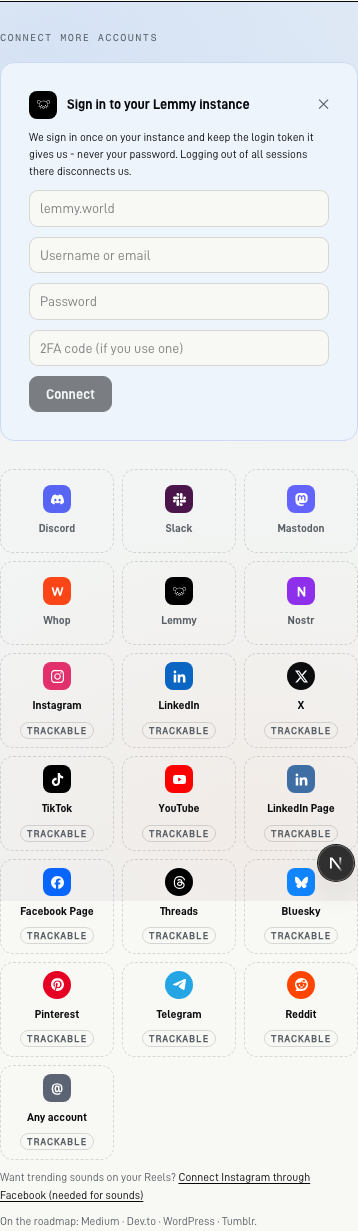 CONNECT MORE ACCOUNTS
Sign in to your Lemmy instance
We sign in once on your instance and keep the login token it
gives us - never your password. Logging out of all sessions
there disconnects us.
lemmy.world
Username or email
Password
2FA code (if you use one)
Connect
Discord
Slack
Mastodon
W
Whop
Lemmy
N
Nostr
Instagram
TRACKABLE
in
LinkedIn
TRACKABLE
X
X
TRACKABLE
TikTok
TRACKABLE
YouTube
TRACKABLE
in
LinkedIn Page
TRACKABLE
N
Facebook Page
TRACKABLE
Threads
TRACKABLE
Bluesky
TRACKABLE
Pinterest
TRACKABLE
Telegram
TRACKABLE
Reddit
TRACKABLE
@
Any account
TRACKABLE
Want trending sounds on your Reels? Connect Instagram through
Facebook (needed for sounds)
On the roadmap: Medium · Dev.to · WordPress · Tumblr.